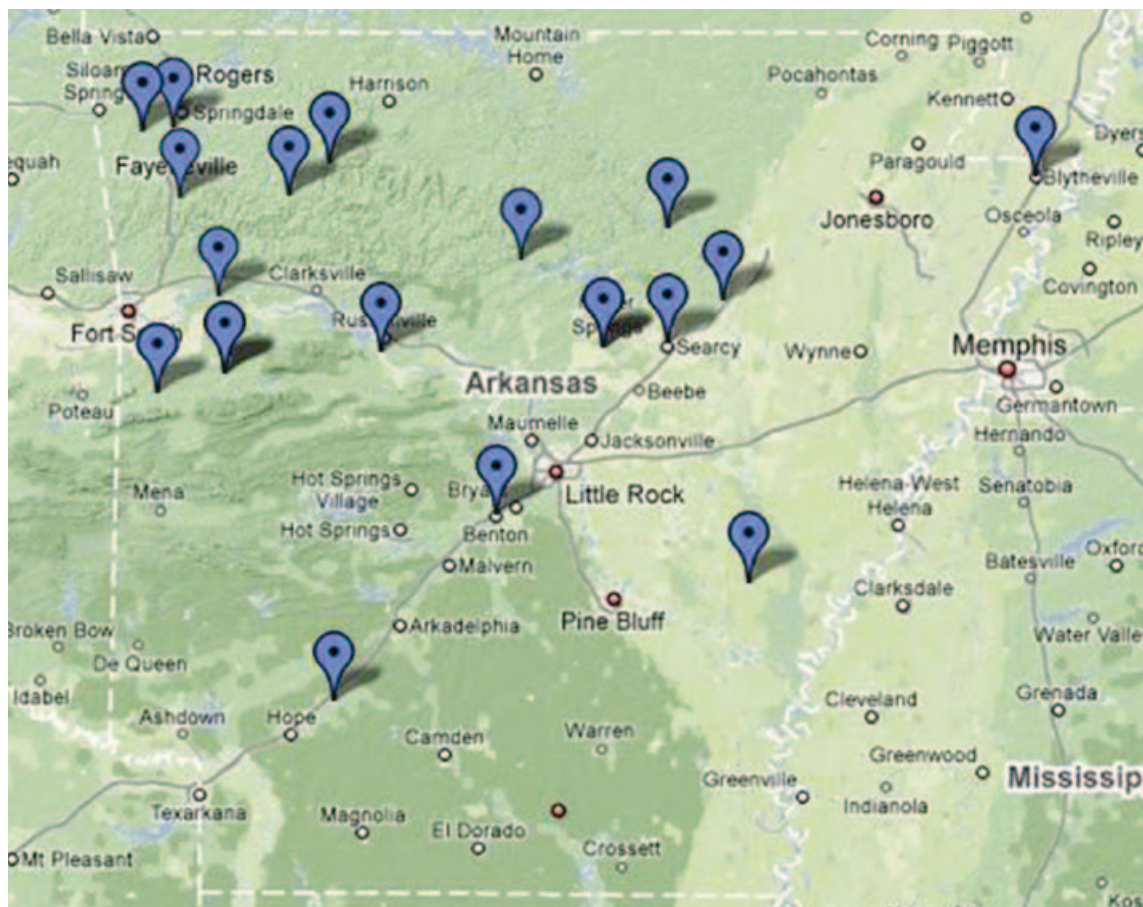 Bella Vista
Mountain
Home
Corning
Piggott
Siloam
Spring
Rogers
Harrison
Pocahontas
Kennett
Springdale
Dyers
equah
Fayetteville
Paragould
Blytheville
Jonesboro
Osceola
Ripley
Sallisaw
Clarksville
Covington
Fort S
Springs
Searcy
Wynne
Memphis
Arkansas
Beebe
Poteau
Germantown
Maumelle
Jacksonville
Hernando
Hot Springs
Village
Little Rock
Helena-West
Helena
Senatobia
Mena
Hot Springs
Benton
Malvern
Batesville
Oxford
Clarksdale
Pine Bluff
Arkadelphia
Broken Bow
De Queen
Water Valley
Idabel
Cleveland
Grenada
Ashdown
Hope
Camden
Warren
Greenwood
Greenville
Mississip
Indianola
Texarkana
Magnolia
El Dorado
Crossett
Mt Pleasant
Kos